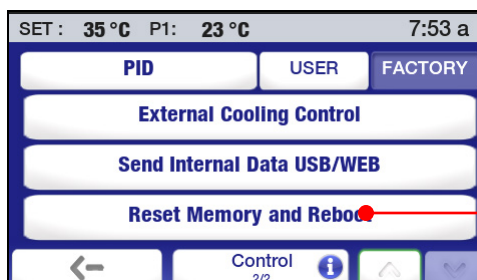 SET : 35 °C P1: 23 °C 7:53 a
PID USER FACTORY
External Cooling Control
Send Internal Data USB/WEB
Reset Memory and Reboot
Control
2/2